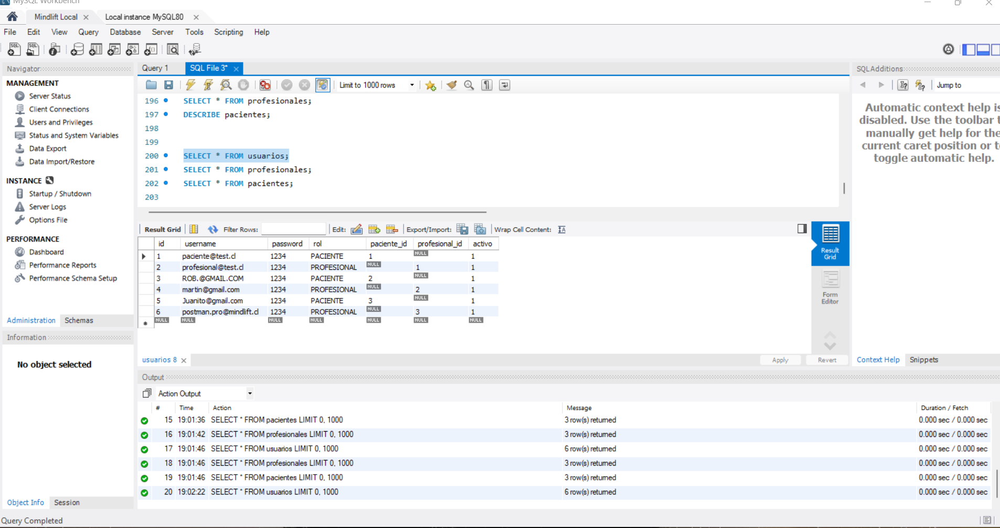 MySQL Workbench
Mindlift Local
Local instance MySQL80
File Edit View Query Database Server Tools Scripting Help
Navigator
MANAGEMENT
Server Status
Client Connections
Users and Privileges
Status and System Variables
Data Export
Data Import/Restore
INSTANCE
Startup / Shutdown
Server Logs
Options File
PERFORMANCE
Dashboard
Performance Reports
Performance Schema Setup
Administration Schemas
Information
No object selected
Object Info Session
Query 1 SQL File 3*
Limit to 1000 rows
196 SELECT * FROM profesionales;
197 DESCRIBE pacientes;
198
199
200 SELECT * FROM usuarios;
201 SELECT * FROM profesionales;
202 SELECT * FROM pacientes;
203
Result Grid Filter Rows: Edit: Export/Import: Wrap Cell Content:
id username password rol paciente_id profesional_id activo
1 paciente@test.cl 1234 PACIENTE 1 NULL 1
2 profesional@test.cl 1234 PROFESIONAL NULL 1 1
3 ROB.@GMAIL.COM 1234 PACIENTE 2 NULL 1
4 martin@gmail.com 1234 PROFESIONAL NULL 2 1
5 Juanito@gmail.com 1234 PACIENTE 3 NULL 1
6 postman.pro@mindlift.cl 1234 PROFESIONAL NULL 3 1
NULL NULL NULL NULL NULL NULL NULL
Result
Grid
Form
Editor
usuarios 8
Apply Revert
SQLAdditions
Jump to
Automatic context help is
disabled. Use the toolbar t
manually get help for the
current caret position or t
toggle automatic help.
Context Help Snippets
Output
Action Output
# Time Action Message Duration / Fetch
15 19:01:36 SELECT * FROM pacientes LIMIT 0, 1000 3 row(s) returned 0.000 sec / 0.000 sec
16 19:01:42 SELECT * FROM profesionales LIMIT 0, 1000 3 row(s) returned 0.000 sec / 0.000 sec
17 19:01:46 SELECT * FROM usuarios LIMIT 0, 1000 6 row(s) returned 0.000 sec / 0.000 sec
18 19:01:46 SELECT * FROM profesionales LIMIT 0, 1000 3 row(s) returned 0.000 sec / 0.000 sec
19 19:01:46 SELECT * FROM pacientes LIMIT 0, 1000 3 row(s) returned 0.000 sec / 0.000 sec
20 19:02:22 SELECT * FROM usuarios LIMIT 0, 1000 6 row(s) returned 0.000 sec / 0.000 sec
Query Completed